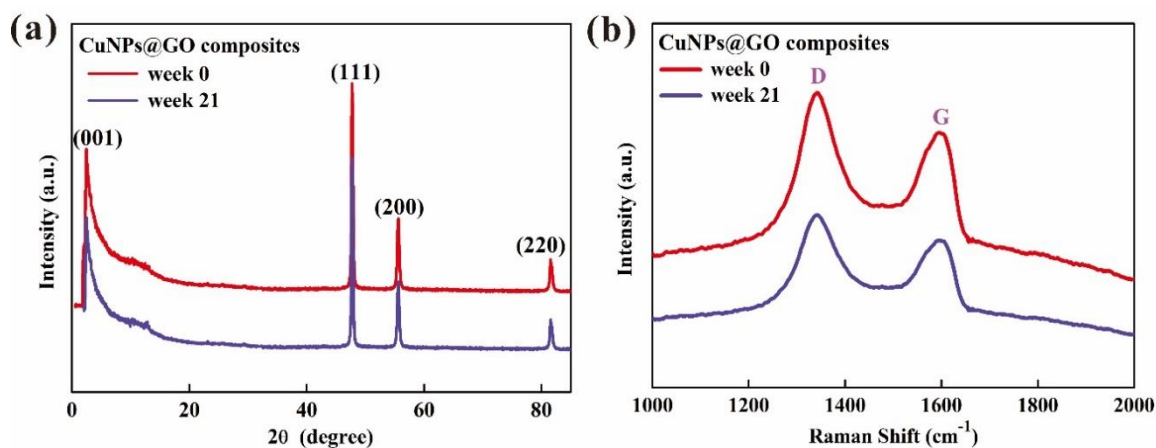 (a)
CuNPs@GO composites
week 0
week 21
(001)
(111)
(200)
(220)
Intensity (a.u.)
0
20
40
60
80
2θ (degree)
(b)
CuNPs@GO composites
week 0
week 21
D
G
Intensity (a.u.)
1000
1200
1400
1600
1800
2000
Raman Shift (cm⁻¹)